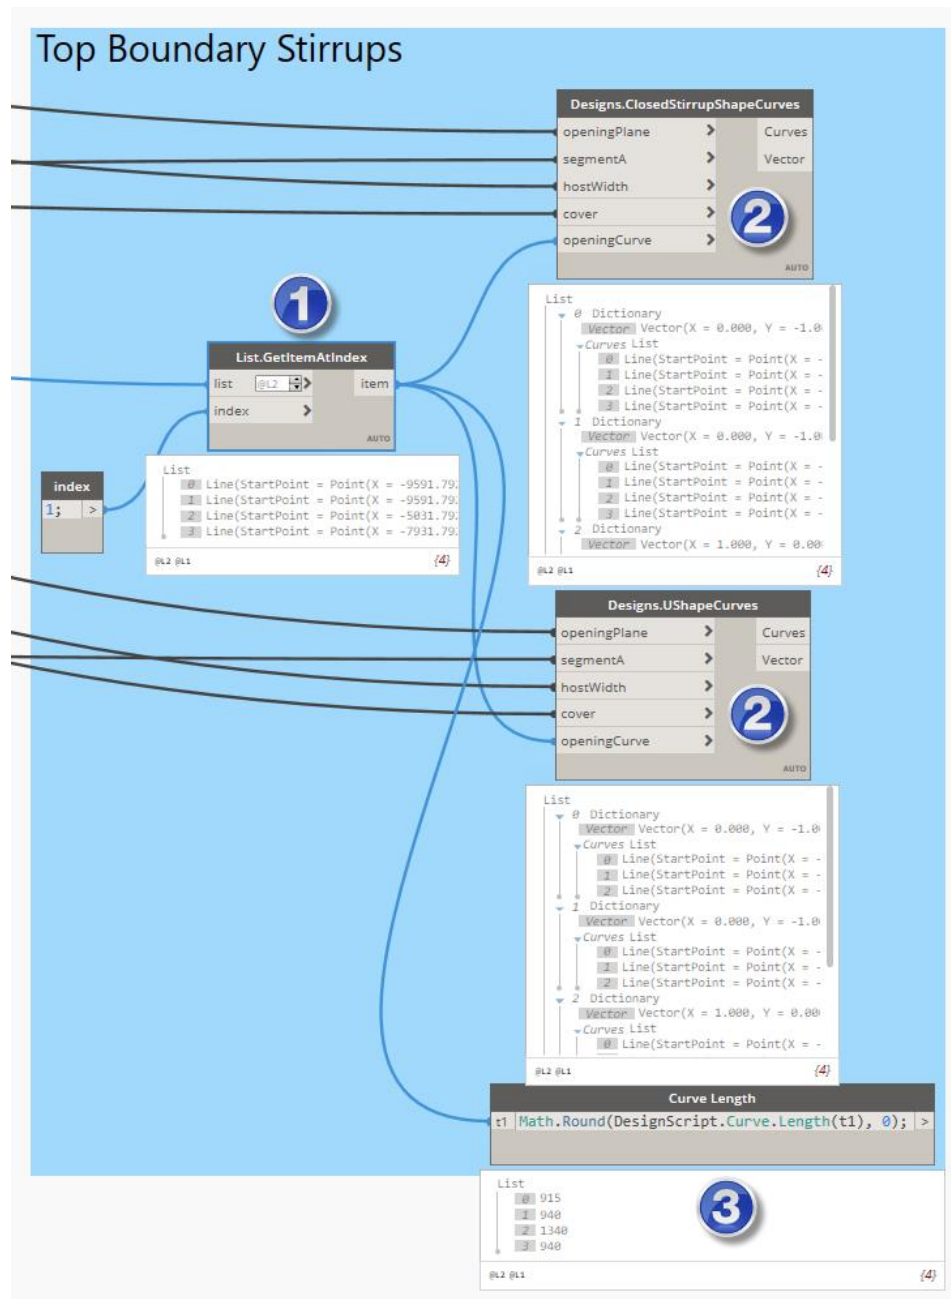 Top Boundary Stirrups
Designs.ClosedStirrupShapeCurves
openingPlane > Curves
segmentA > Vector
hostWidth >
cover >
openingCurve >
AUTO
2
List
0 Dictionary
Vector Vector(X = 0.000, Y = -1.0
Curves List
0 Line(StartPoint = Point(X = -
1 Line(StartPoint = Point(X = -
2 Line(StartPoint = Point(X = -
3 Line(StartPoint = Point(X = -
1 Dictionary
Vector Vector(X = 0.000, Y = -1.0
Curves List
0 Line(StartPoint = Point(X = -
1 Line(StartPoint = Point(X = -
2 Line(StartPoint = Point(X = -
3 Line(StartPoint = Point(X = -
2 Dictionary
Vector Vector(X = 1.000, Y = 0.00
@L2 @L1 {4}
1
List.GetItemAtIndex
list @L2 > item
index >
AUTO
List
0 Line(StartPoint = Point(X = -9591.79
1 Line(StartPoint = Point(X = -9591.79
2 Line(StartPoint = Point(X = -5031.79
3 Line(StartPoint = Point(X = -7931.79
@L2 @L1 {4}
index
1; >
Designs.UShapeCurves
openingPlane > Curves
segmentA > Vector
hostWidth >
cover >
openingCurve >
AUTO
2
List
0 Dictionary
Vector Vector(X = 0.000, Y = -1.0
Curves List
0 Line(StartPoint = Point(X = -
1 Line(StartPoint = Point(X = -
2 Line(StartPoint = Point(X = -
1 Dictionary
Vector Vector(X = 0.000, Y = -1.0
Curves List
0 Line(StartPoint = Point(X = -
1 Line(StartPoint = Point(X = -
2 Line(StartPoint = Point(X = -
2 Dictionary
Vector Vector(X = 1.000, Y = 0.00
Curves List
0 Line(StartPoint = Point(X = -
@L2 @L1 {4}
Curve Length
t1 Math.Round(DesignScript.Curve.Length(t1), 0); >
List
0 915
1 940
2 1340
3 940
3
@L2 @L1 {4}